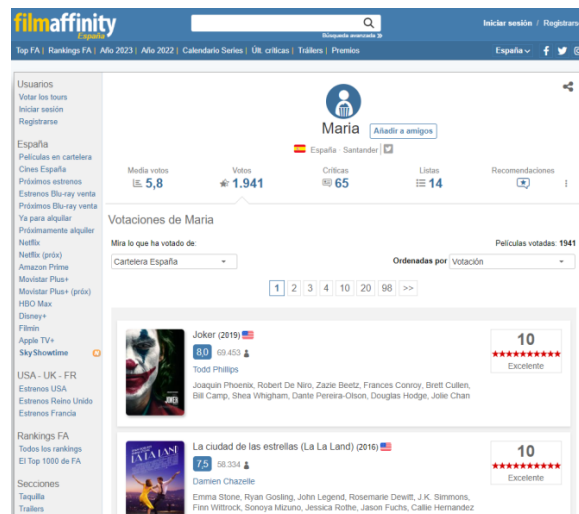 filmaffinity
España
Búsqueda avanzada
Iniciar sesión / Registrars
Top FA | Rankings FA | Año 2023 | Año 2022 | Calendario Series | Últ. críticas | Tráilers | Premios
España
Usuarios
Votar los tours
Iniciar sesión
Registrarse
España
Películas en cartelera
Cines España
Próximos estrenos
Estrenos Blu-ray venta
Próximos Blu-ray venta
Ya para alquilar
Próximamente alquiler
Netflix
Netflix (próx)
Amazon Prime
Movistar Plus+
Movistar Plus+ (próx)
HBO Max
Disney+
Filmin
Apple TV+
SkyShowtime
USA - UK - FR
Estrenos USA
Estrenos Reino Unido
Estrenos Francia
Rankings FA
Todos los rankings
El Top 1000 de FA
Secciones
Taquilla
Trailers
Maria
Añadir a amigos
España - Santander
Media votos
5,8
Votos
1.941
Críticas
65
Listas
14
Recomendaciones
Votaciones de Maria
Mira lo que ha votado de:
Películas votadas: 1941
Cartelera España
Ordenadas por Votación
1 2 3 4 10 20 98 >>
JOKER
Joker (2019)
8,0 69.453
Todd Phillips
Joaquin Phoenix, Robert De Niro, Zazie Beetz, Frances Conroy, Brett Cullen,
Bill Camp, Shea Whigham, Dante Pereira-Olson, Douglas Hodge, Jolie Chan
10
Excelente
LA LA LAND
La ciudad de las estrellas (La La Land) (2016)
7,5 58.334
Damien Chazelle
Emma Stone, Ryan Gosling, John Legend, Rosemarie Dewitt, J.K. Simmons,
Finn Wittrock, Sonoya Mizuno, Jessica Rothe, Jason Fuchs, Callie Hernandez
10
Excelente